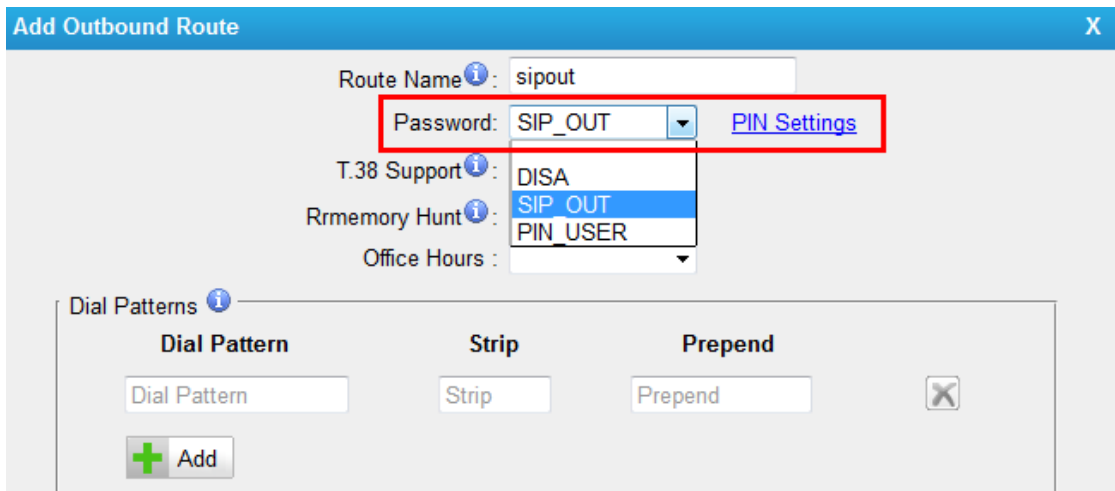 Add Outbound Route X
Route Name : sipout
Password: SIP_OUT PIN Settings
T.38 Support : DISA
SIP_OUT
Rrmemory Hunt :
PIN_USER
Office Hours :
Dial Patterns
Dial Pattern Strip Prepend
Dial Pattern Strip Prepend
Add